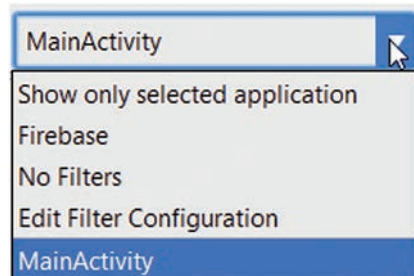 MainActivity
Show only selected application
Firebase
No Filters
Edit Filter Configuration
MainActivity